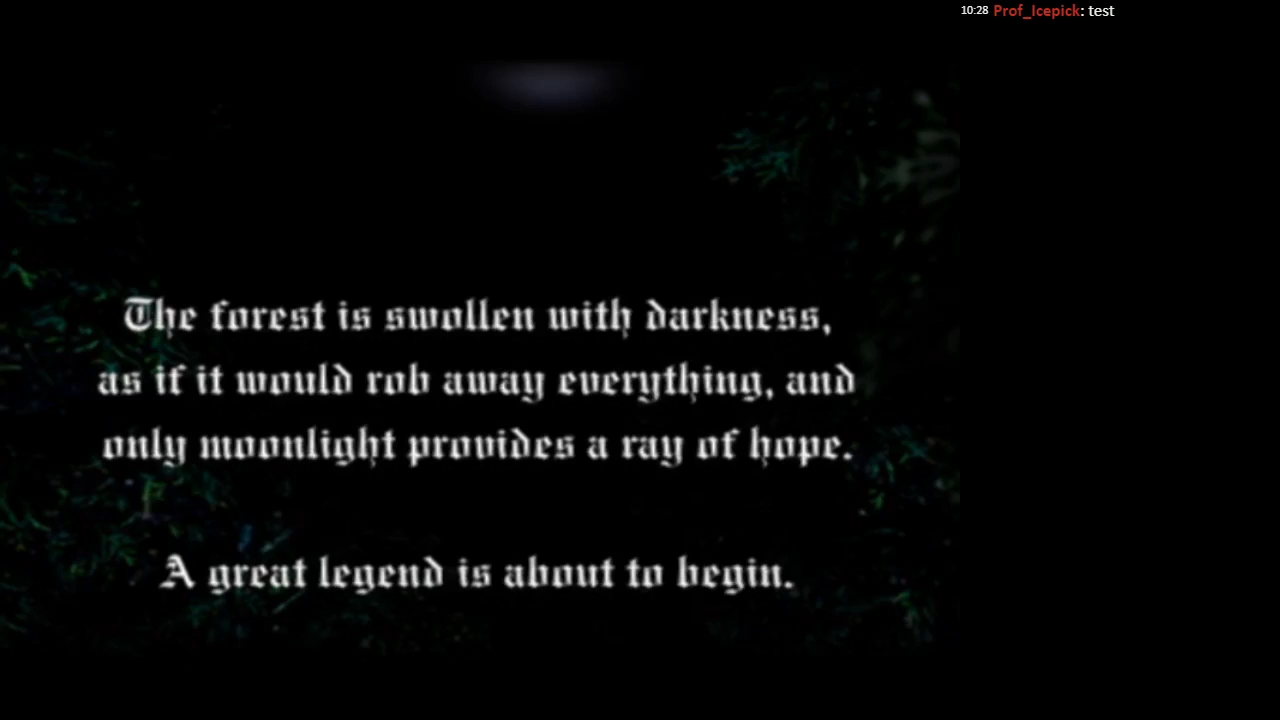 10:28 Prof_Icepick: test
The forest is swollen with darkness,
as if it would rob away everything, and
only moonlight provides a ray of hope.
A great legend is about to begin.